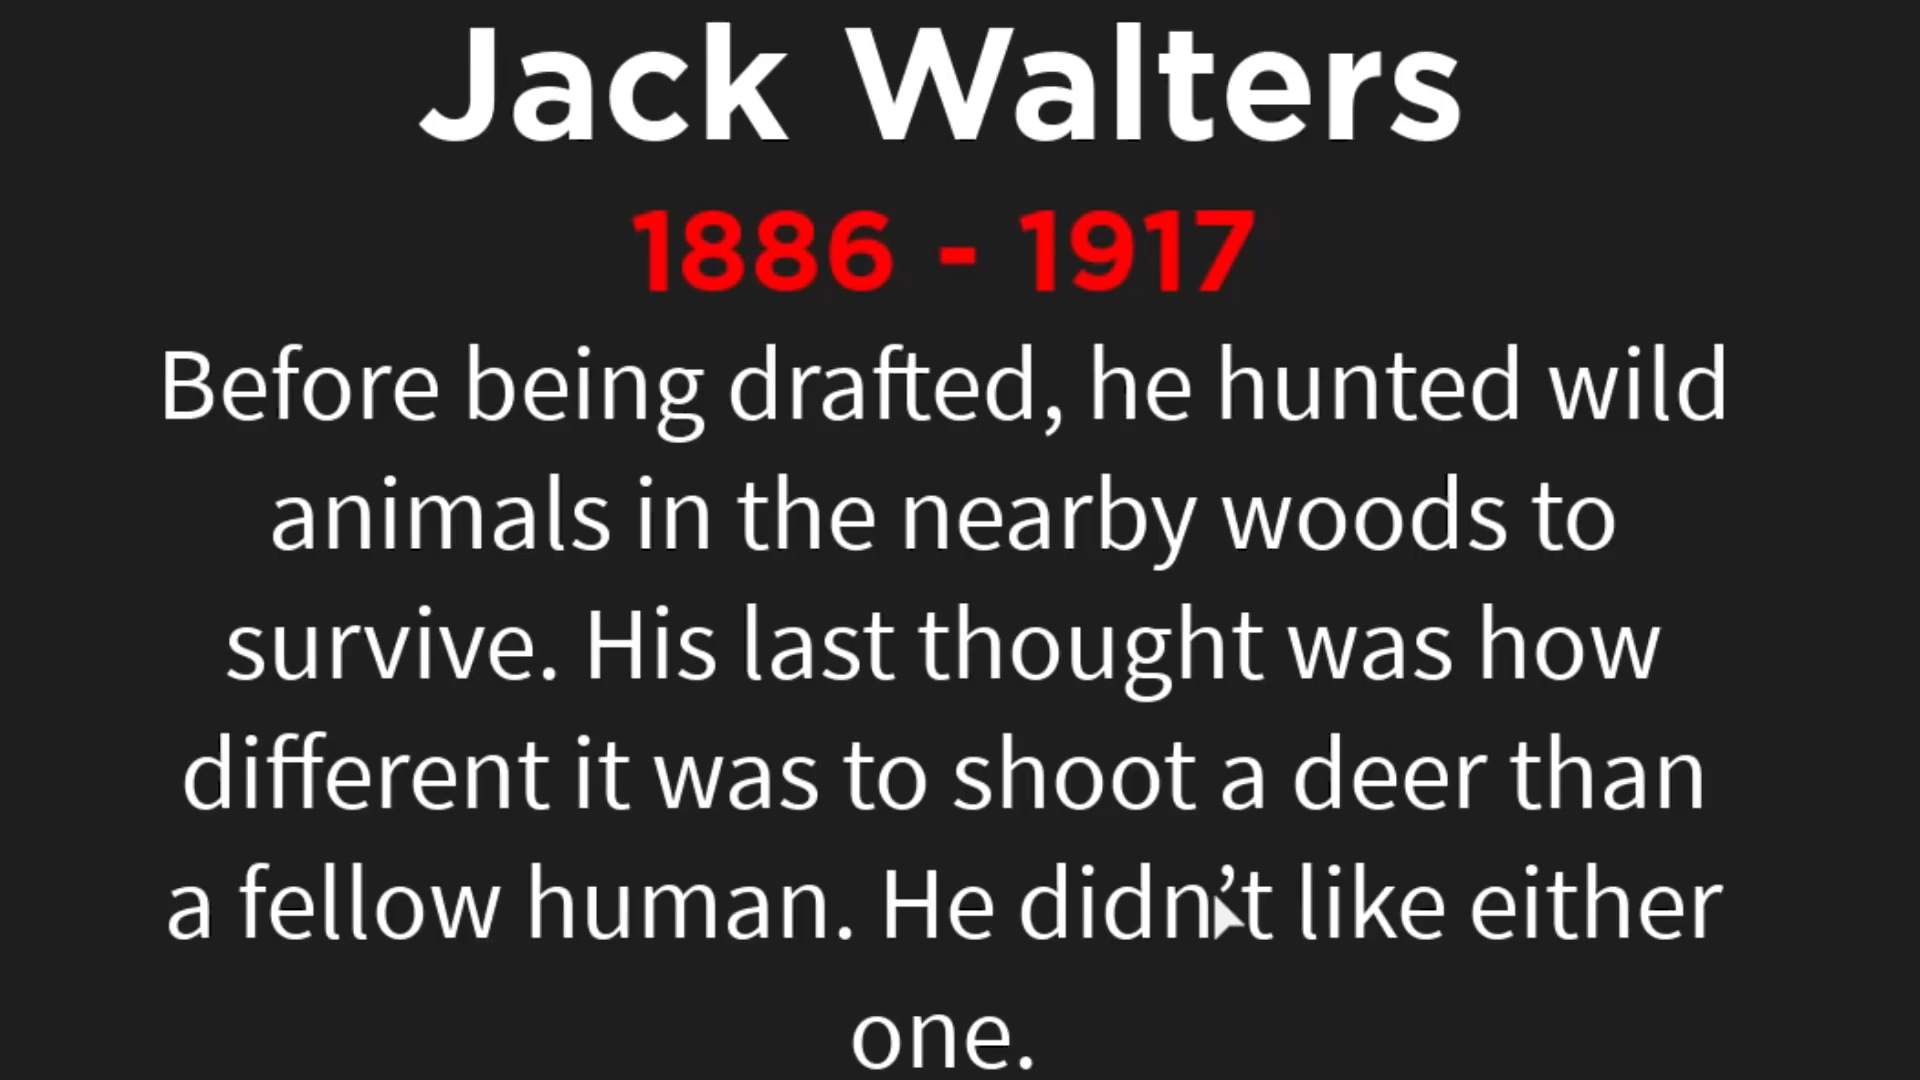 Jack Walters
1886 - 1917
Before being drafted, he hunted wild
animals in the nearby woods to
survive. His last thought was how
different it was to shoot a deer than
a fellow human. He didn’t like either
one.